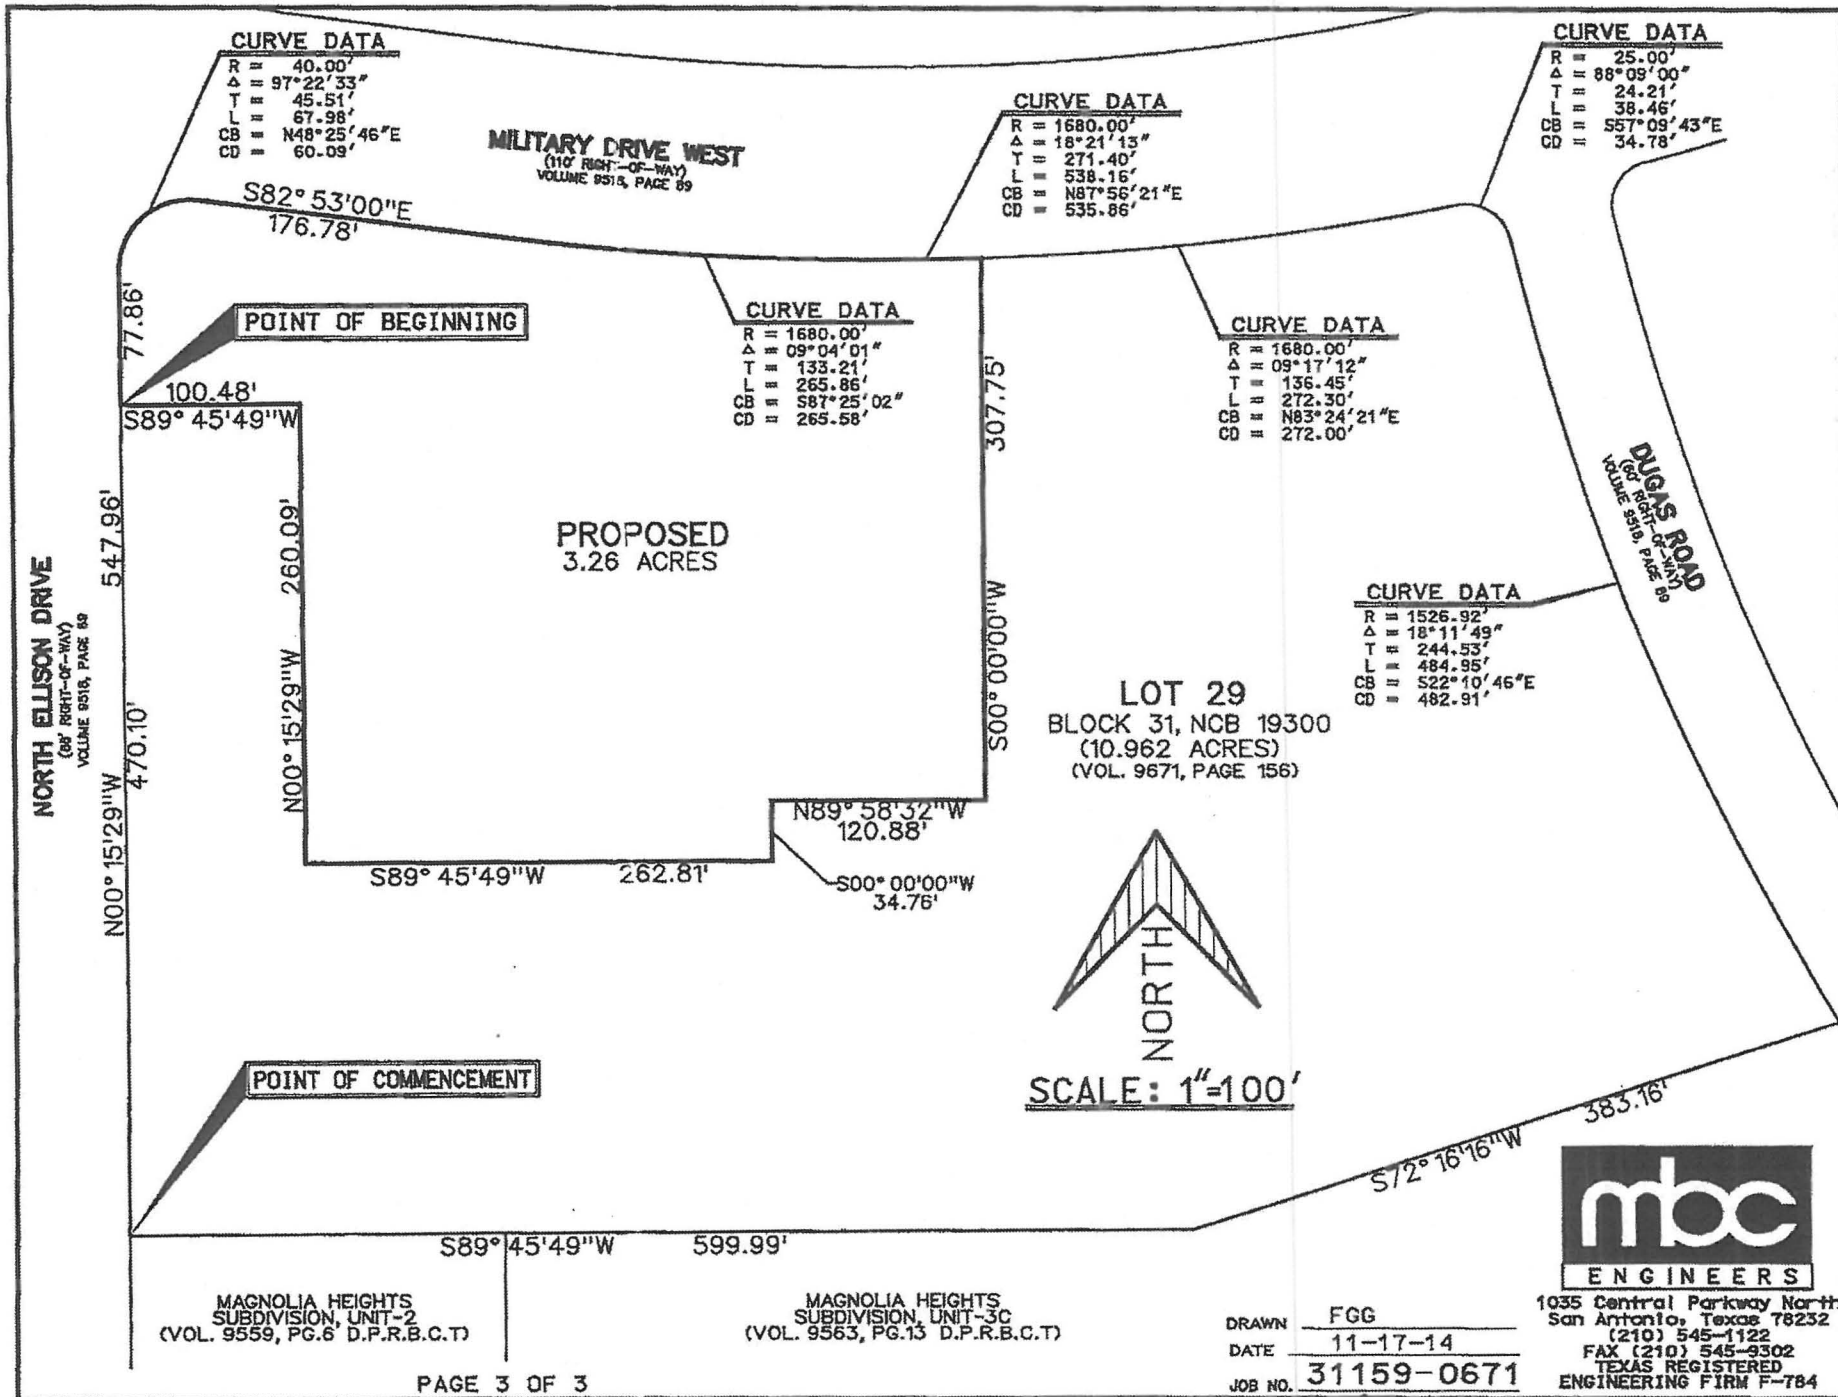 CURVE DATA
R = 40.00'
Δ = 97°22'33"
T = 45.51'
L = 67.98'
CB = N48°25'46"E
CD = 60.09'
MILITARY DRIVE WEST
(110' RIGHT-OF-WAY)
VOLUME 9515, PAGE 89
CURVE DATA
R = 1680.00'
Δ = 18°21'13"
T = 271.40'
L = 538.16'
CB = N87°56'21"E
CD = 535.86'
CURVE DATA
R = 25.00'
Δ = 88°09'00"
T = 24.21'
L = 38.46'
CB = S57°09'43"E
CD = 34.78'
S82°53'00"E
176.78'
77.86'
POINT OF BEGINNING
100.48'
S89°45'49"W
CURVE DATA
R = 1680.00'
Δ = 09°04'01"
T = 133.21'
L = 265.86'
CB = S87°25'02"
CD = 265.58'
307.75'
S00°00'00"W
CURVE DATA
R = 1680.00'
Δ = 09°17'12"
T = 136.45'
L = 272.30'
CB = N83°24'21"E
CD = 272.00'
DUGAS ROAD
(60' RIGHT-OF-WAY)
VOLUME 9518, PAGE 89
NORTH ELLISON DRIVE
(86' RIGHT-OF-WAY)
VOLUME 9518, PAGE 89
547.96'
N00°15'29"W
470.10'
260.09'
N00°15'29"W
PROPOSED
3.26 ACRES
CURVE DATA
R = 1526.92'
Δ = 18°11'49"
T = 244.53'
L = 484.95'
CB = S22°10'46"E
CD = 482.91'
LOT 29
BLOCK 31, NCB 19300
(10.962 ACRES)
(VOL. 9671, PAGE 156)
N89°58'32"W
120.88'
S89°45'49"W 262.81'
S00°00'00"W
34.76'
NORTH
SCALE: 1"=100'
POINT OF COMMENCEMENT
S72°16'16"W 383.16'
S89°45'49"W 599.99'
MAGNOLIA HEIGHTS
SUBDIVISION, UNIT-2
(VOL. 9559, PG.6 D.P.R.B.C.T)
MAGNOLIA HEIGHTS
SUBDIVISION, UNIT-3C
(VOL. 9563, PG.13 D.P.R.B.C.T)
PAGE 3 OF 3
DRAWN FGG
DATE 11-17-14
JOB NO. 31159-0671
mbc
ENGINEERS
1035 Central Parkway North
San Antonio, Texas 78232
(210) 545-1122
FAX (210) 545-9302
TEXAS REGISTERED
ENGINEERING FIRM F-784